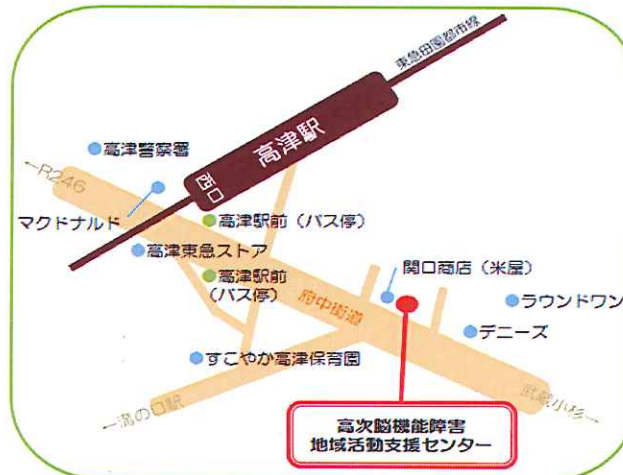 東急田園都市線
高津駅
西口
高津警察署
←R246
マクドナルド
高津駅前（バス停）
高津東急ストア
高津駅前
（バス停）
関口商店（米屋）
ラウンドワン
府中街道
デニーズ
すこやか高津保育園
武蔵小杉→
←溝の口駅
高次脳機能障害
地域活動支援センター